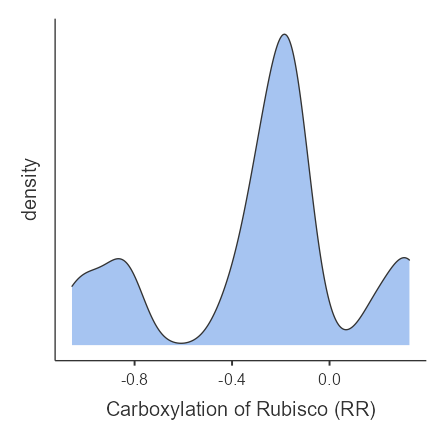 density
-0.8
-0.4
0.0
Carboxylation of Rubisco (RR)